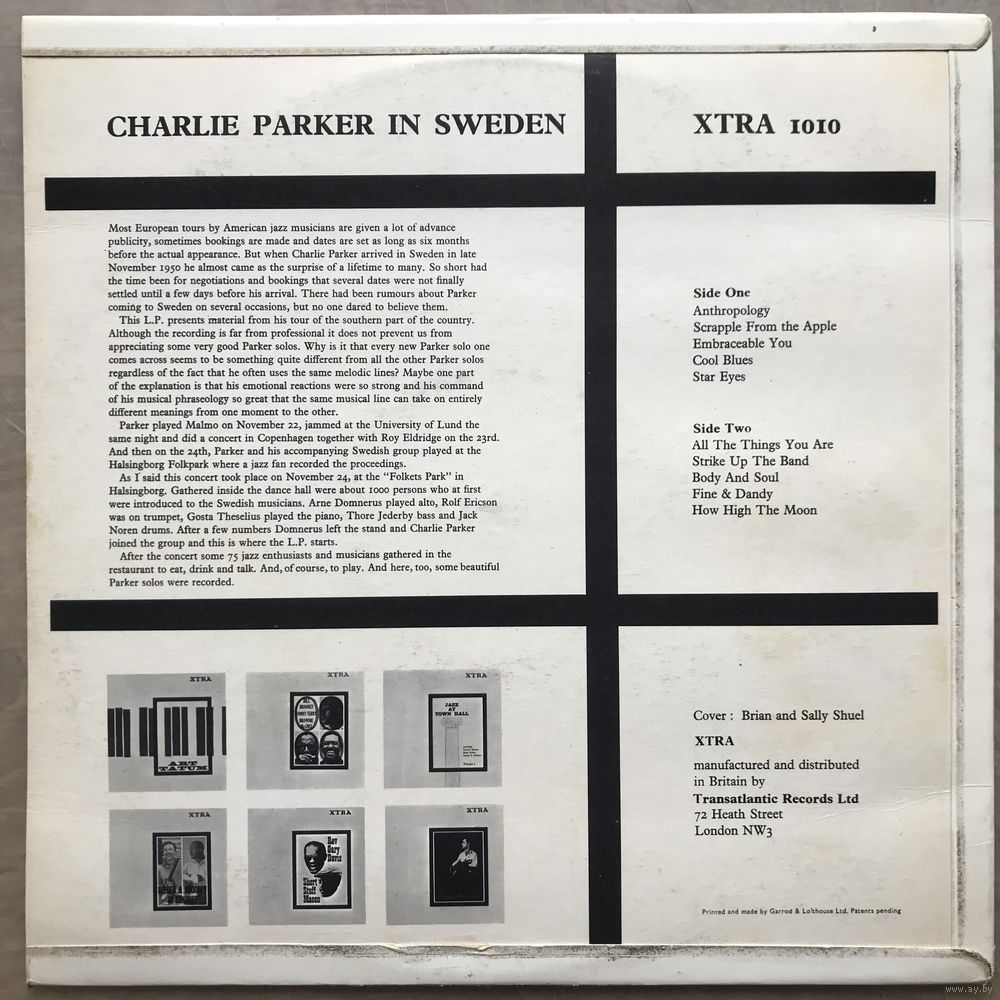 CHARLIE PARKER IN SWEDEN
XTRA 1010
Most European tours by American jazz musicians are given a lot of advance
publicity, sometimes bookings are made and dates are set as long as six months
before the actual appearance. But when Charlie Parker arrived in Sweden in late
November 1950 he almost came as the surprise of a lifetime to many. So short had
the time been for negotiations and bookings that several dates were not finally
settled until a few days before his arrival. There had been rumours about Parker
coming to Sweden on several occasions, but no one dared to believe them.
This L.P. presents material from his tour of the southern part of the country.
Although the recording is far from professional it does not prevent us from
appreciating some very good Parker solos. Why is it that every new Parker solo one
comes across seems to be something quite different from all the other Parker solos
regardless of the fact that he often uses the same melodic lines? Maybe one part
of the explanation is that his emotional reactions were so strong and his command
of his musical phraseology so great that the same musical line can take on entirely
different meanings from one moment to the other.
Parker played Malmo on November 22, jammed at the University of Lund the
same night and did a concert in Copenhagen together with Roy Eldridge on the 23rd.
And then on the 24th, Parker and his accompanying Swedish group played at the
Halsingborg Folkpark where a jazz fan recorded the proceedings.
As I said this concert took place on November 24, at the "Folkets Park" in
Halsingborg. Gathered inside the dance hall were about 1000 persons who at first
were introduced to the Swedish musicians. Arne Domnerus played alto, Rolf Ericson
was on trumpet, Gosta Theselius played the piano, Thore Jederby bass and Jack
Noren drums. After a few numbers Domnerus left the stand and Charlie Parker
joined the group and this is where the L.P. starts.
After the concert some 75 jazz enthusiasts and musicians gathered in the
restaurant to eat, drink and talk. And, of course, to play. And here, too, some beautiful
Parker solos were recorded.
Side One
Anthropology
Scrapple From the Apple
Embraceable You
Cool Blues
Star Eyes
Side Two
All The Things You Are
Strike Up The Band
Body And Soul
Fine & Dandy
How High The Moon
XTRA
ART
TATUM
XTRA
XTRA
JAZZ
AT
TOWN HALL
XTRA
XTRA
Rev
Gary
Davis
Short
Stuff
Macon
XTRA
Cover : Brian and Sally Shuel
XTRA
manufactured and distributed
in Britain by
Transatlantic Records Ltd
72 Heath Street
London NW3
Printed and made by Garrod & Lofthouse Ltd. Patents pending
www.ay.by